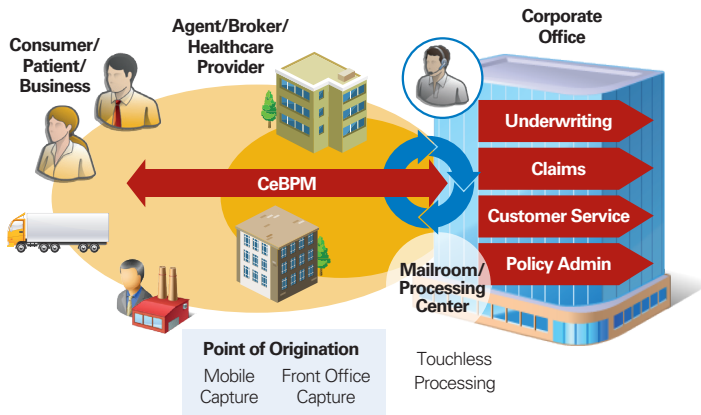 Consumer/
Patient/
Business
Agent/Broker/
Healthcare
Provider
Corporate
Office
Underwriting
Claims
Customer Service
Policy Admin
CeBPM
Mailroom/
Processing
Center
Point of Origination
Mobile
Capture
Front Office
Capture
Touchless
Processing